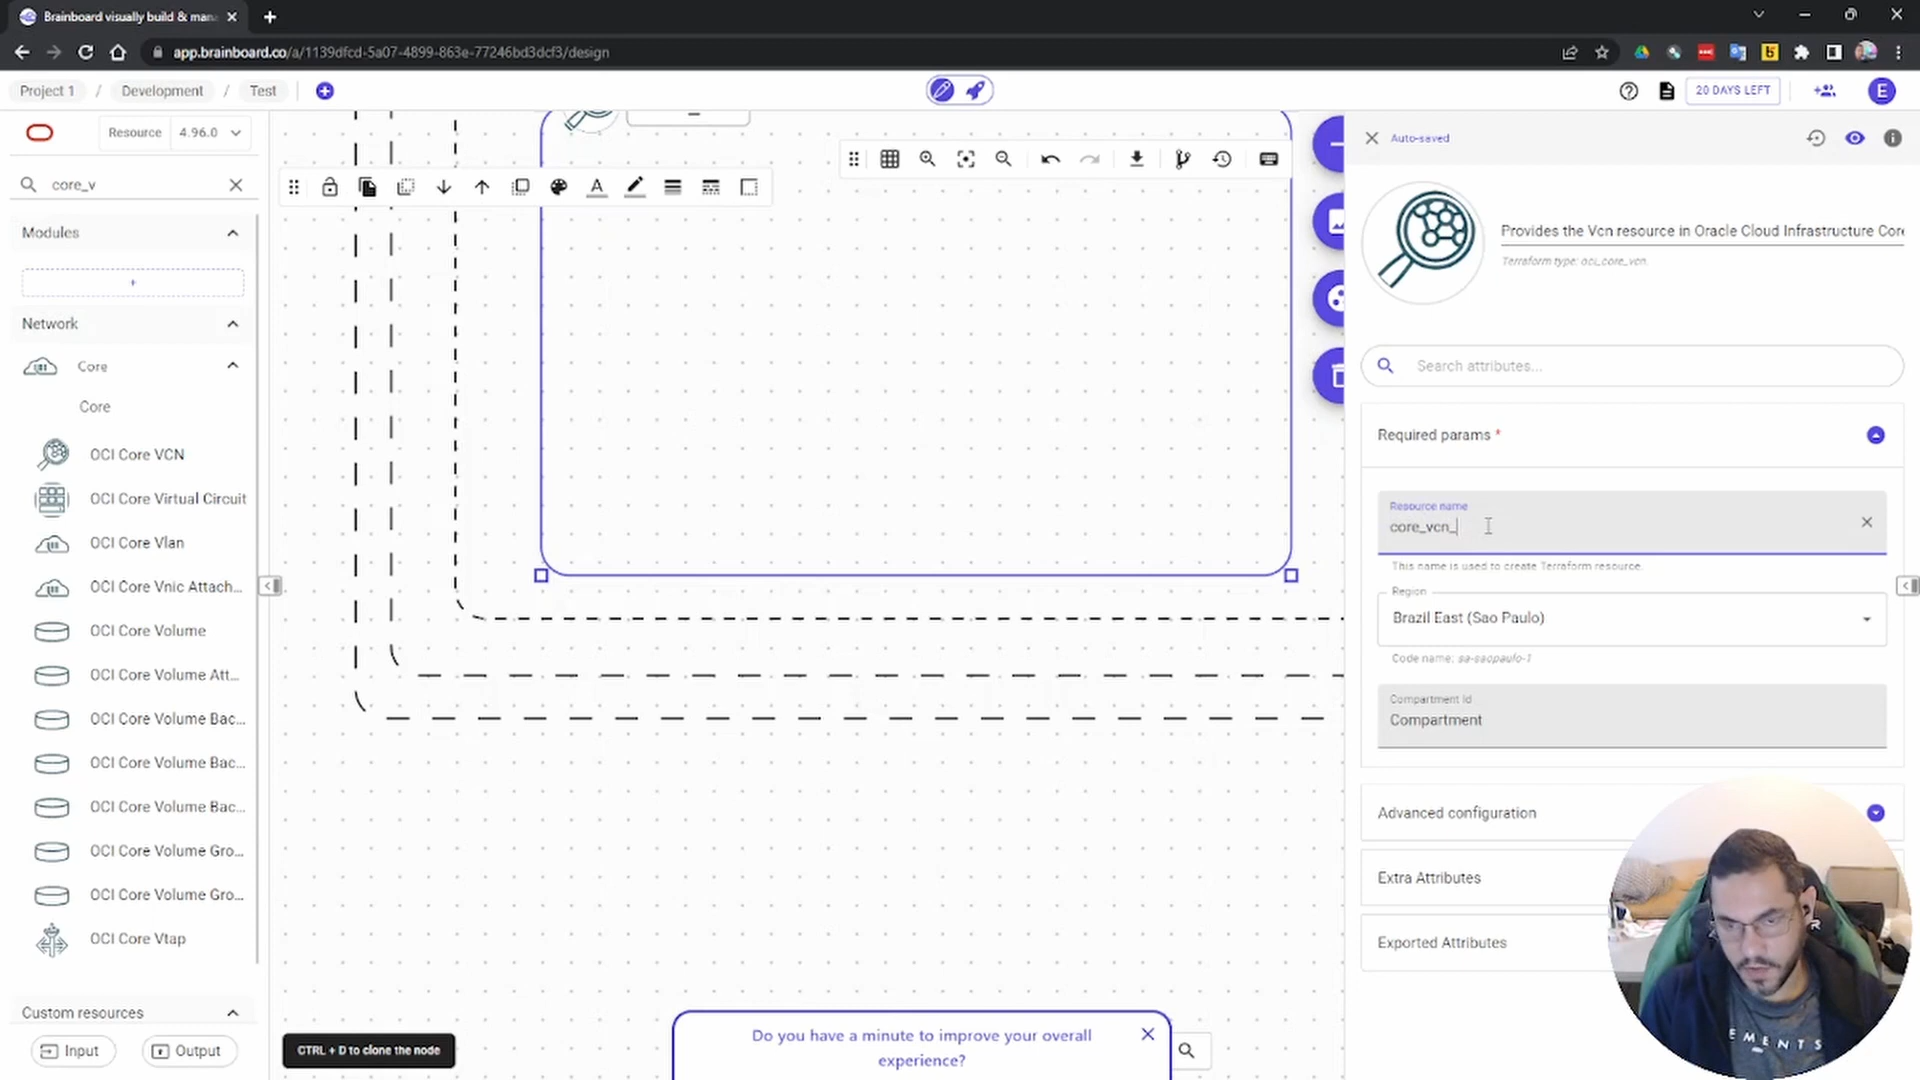 Brainboard visually build & mana
app.brainboard.co/a/1139dfcd-5a07-4899-863e-77246bd3dcf3/design
Project 1 / Development / Test
20 DAYS LEFT
E
Resource 4.96.0
core_v
Modules
+
Network
Core
Core
OCI Core VCN
OCI Core Virtual Circuit
OCI Core Vlan
OCI Core Vnic Attach...
OCI Core Volume
OCI Core Volume Att...
OCI Core Volume Bac...
OCI Core Volume Bac...
OCI Core Volume Bac...
OCI Core Volume Gro...
OCI Core Volume Gro...
OCI Core Vtap
Custom resources
Input
Output
CTRL + D to clone the node
Do you have a minute to improve your overall
experience?
Auto-saved
Provides the Vcn resource in Oracle Cloud Infrastructure Core
Terraform type: oci_core_vcn.
Search attributes...
Required params *
Resource name
core_vcn_
This name is used to create Terraform resource.
Region
Brazil East (Sao Paulo)
Code name: sa-saopaulo-1
Compartment Id
Compartment
Advanced configuration
Extra Attributes
Exported Attributes
EMENTS